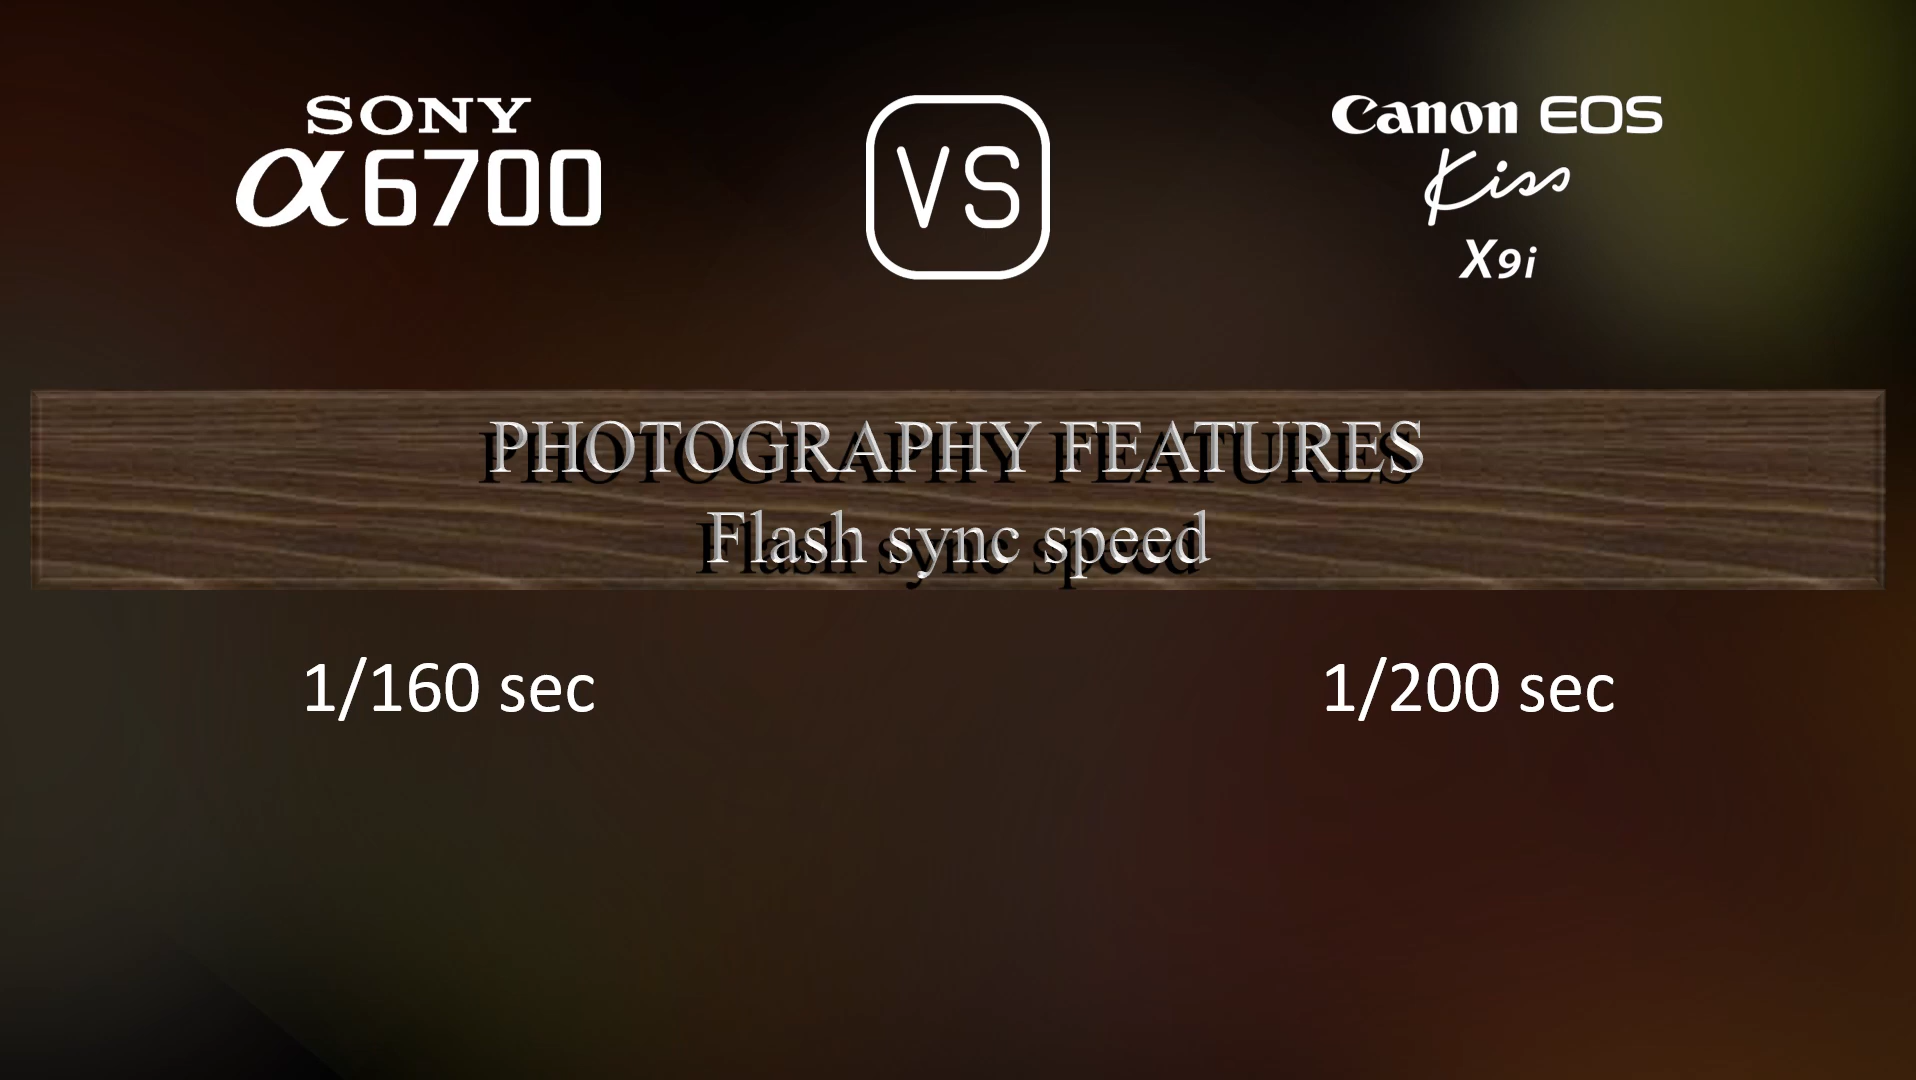 SONY
α6700
VS
Canon EOS
Kiss
X9i
PHOTOGRAPHY FEATURES
Flash sync speed
1/160 sec
1/200 sec